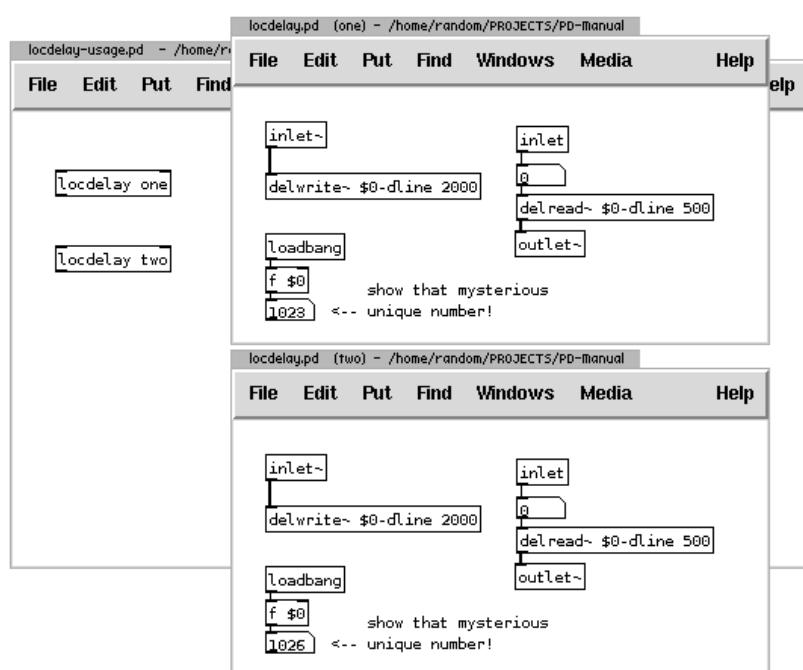 locdelay.pd (one) - /home/random/PROJECTS/PD-Manual
File Edit Put Find Windows Media Help
inlet~
inlet
0
delwrite~ $0-dline 2000
delread~ $0-dline 500
loadbang
outlet~
f $0
show that mysterious
1023 <-- unique number!
locdelay-usage.pd - /home/r
File Edit Put Find
elp
locdelay one
locdelay two
locdelay.pd (two) - /home/random/PROJECTS/PD-Manual
File Edit Put Find Windows Media Help
inlet~
inlet
0
delwrite~ $0-dline 2000
delread~ $0-dline 500
loadbang
outlet~
f $0
show that mysterious
1026 <-- unique number!